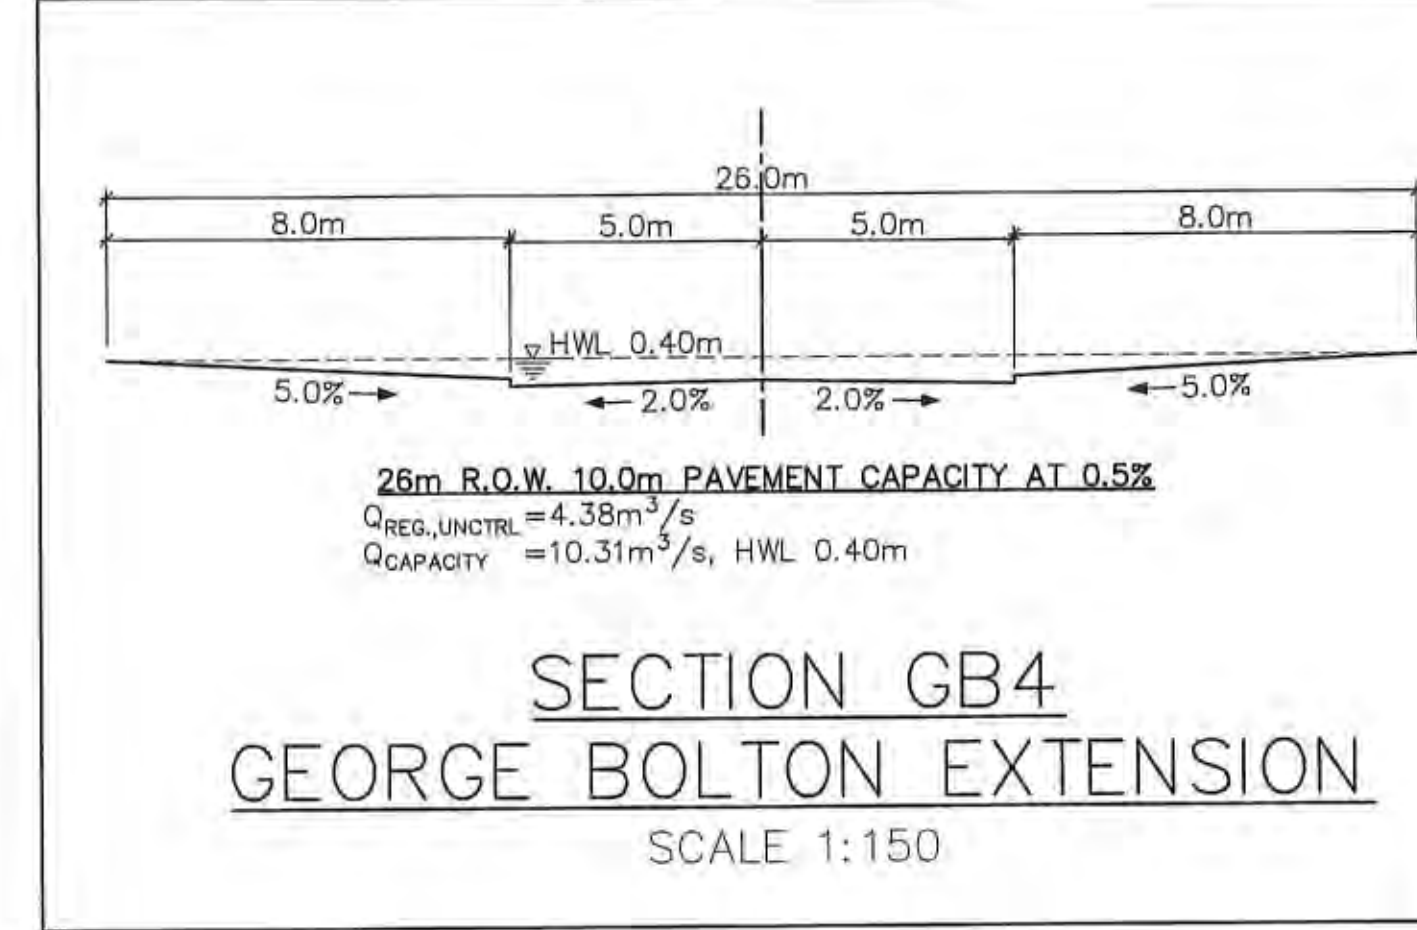 26.0m
8.0m 5.0m 5.0m 8.0m
HWL 0.40m
5.0% 2.0% 2.0% 5.0%
26m R.O.W. 10.0m PAVEMENT CAPACITY AT 0.5%
QREG.,UNCTRL =4.38m³/s
QCAPACITY =10.31m³/s, HWL 0.40m
SECTION GB4
GEORGE BOLTON EXTENSION
SCALE 1:150